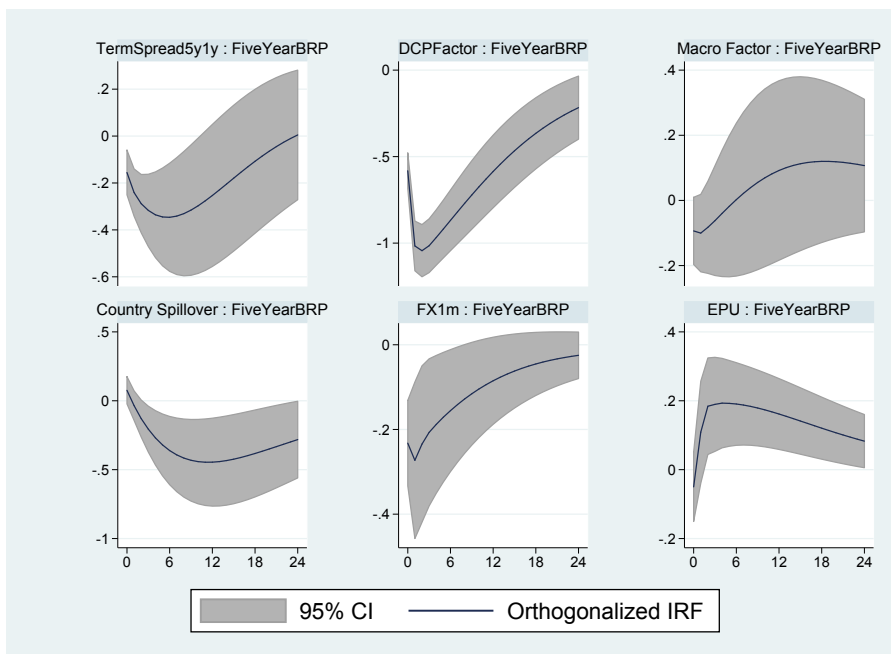 TermSpread5y1y : FiveYearBRP
DCPFactor : FiveYearBRP
Macro Factor : FiveYearBRP
.2
0
-.2
-.4
-.6
0
-.5
-1
.4
.2
0
-.2
Country Spillover : FiveYearBRP
FX1m : FiveYearBRP
EPU : FiveYearBRP
.5
0
-.5
-1
0
-.2
-.4
.4
.2
0
-.2
0 6 12 18 24
0 6 12 18 24
0 6 12 18 24
95% CI
Orthogonalized IRF